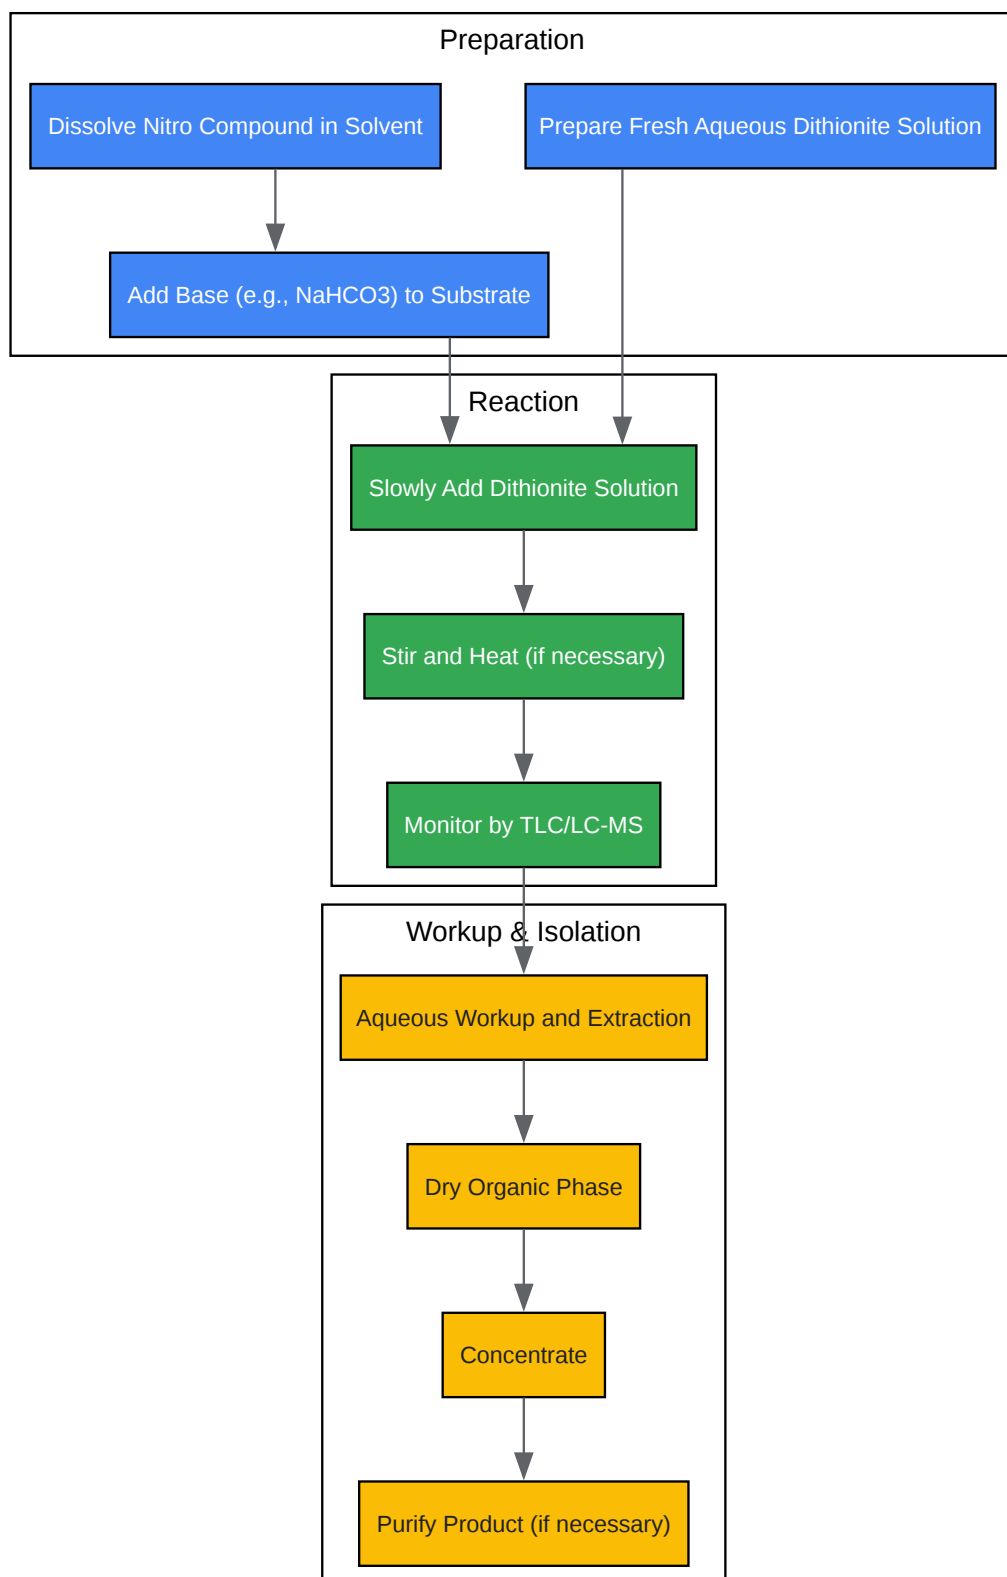 Preparation
Dissolve Nitro Compound in Solvent
Prepare Fresh Aqueous Dithionite Solution
Add Base (e.g., NaHCO3) to Substrate
Reaction
Slowly Add Dithionite Solution
Stir and Heat (if necessary)
Monitor by TLC/LC-MS
Workup & Isolation
Aqueous Workup and Extraction
Dry Organic Phase
Concentrate
Purify Product (if necessary)